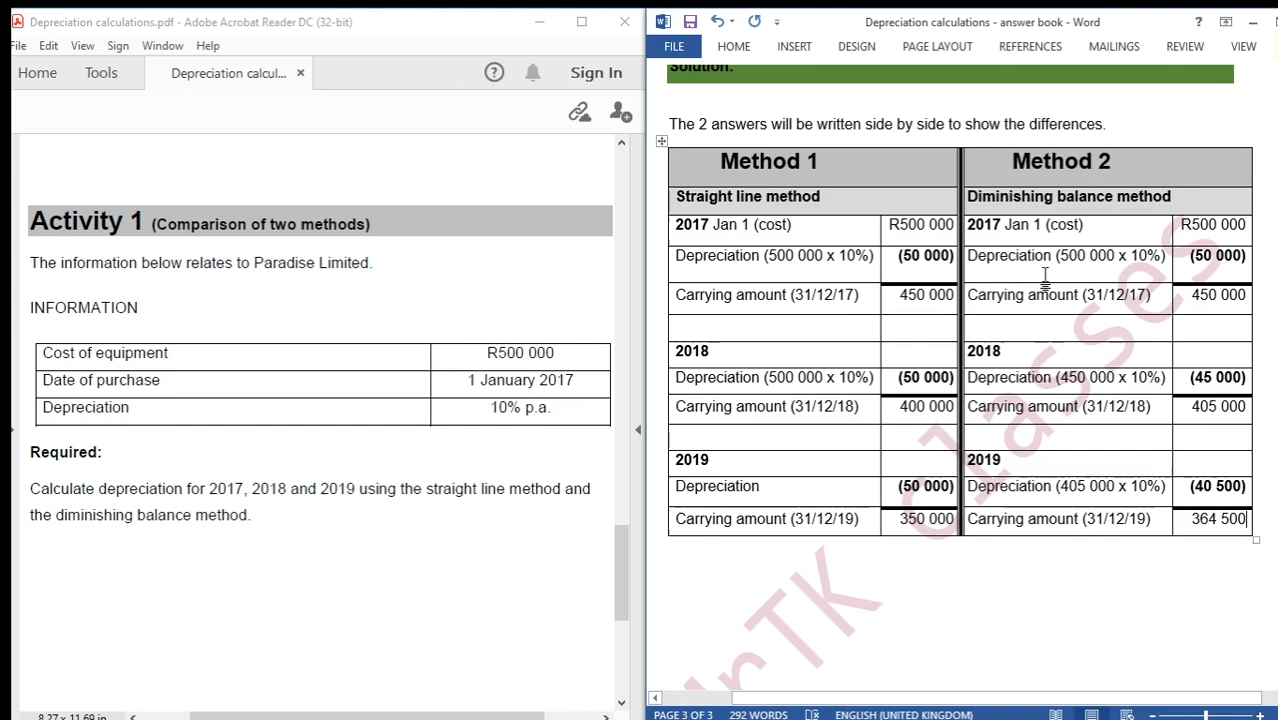 Depreciation calculations.pdf - Adobe Acrobat Reader DC (32-bit)
File Edit View Sign Window Help
Home Tools Depreciation calcul... × Sign In
Activity 1 (Comparison of two methods)
The information below relates to Paradise Limited.
INFORMATION
Cost of equipment R500 000
Date of purchase 1 January 2017
Depreciation 10% p.a.
Required:
Calculate depreciation for 2017, 2018 and 2019 using the straight line method and
the diminishing balance method.
8.27 x 11.69 in
Depreciation calculations - answer book - Word
FILE HOME INSERT DESIGN PAGE LAYOUT REFERENCES MAILINGS REVIEW VIEW
Solution:
The 2 answers will be written side by side to show the differences.
Method 1 Method 2
Straight line method Diminishing balance method
2017 Jan 1 (cost) R500 000 2017 Jan 1 (cost) R500 000
Depreciation (500 000 x 10%) (50 000) Depreciation (500 000 x 10%) (50 000)
Carrying amount (31/12/17) 450 000 Carrying amount (31/12/17) 450 000
2018 2018
Depreciation (500 000 x 10%) (50 000) Depreciation (450 000 x 10%) (45 000)
Carrying amount (31/12/18) 400 000 Carrying amount (31/12/18) 405 000
2019 2019
Depreciation (50 000) Depreciation (405 000 x 10%) (40 500)
Carrying amount (31/12/19) 350 000 Carrying amount (31/12/19) 364 500
MrTK classes
PAGE 3 OF 3 292 WORDS ENGLISH (UNITED KINGDOM)